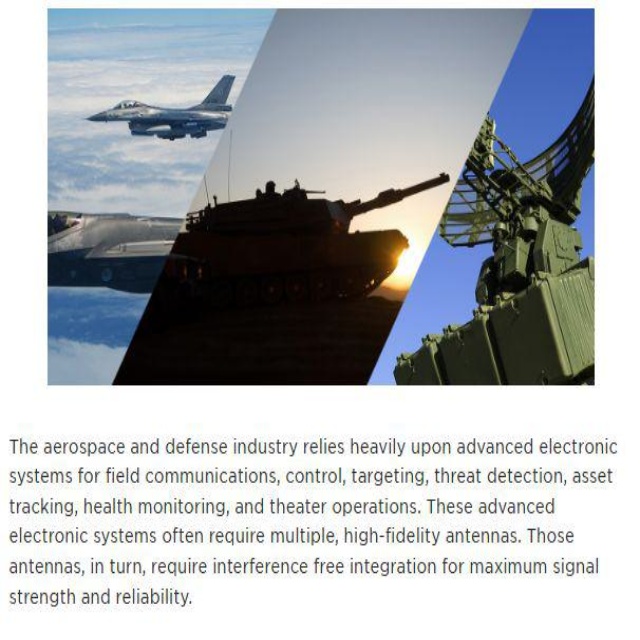 The aerospace and defense industry relies heavily upon advanced electronic
systems for field communications, control, targeting, threat detection, asset
tracking, health monitoring, and theater operations. These advanced
electronic systems often require multiple, high-fidelity antennas. Those
antennas, in turn, require interference free integration for maximum signal
strength and reliability.